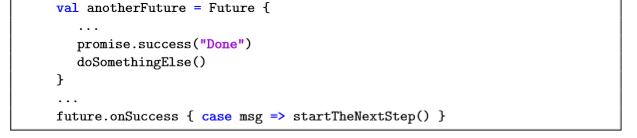 val anotherFuture = Future {
...
promise.success("Done")
doSomethingElse()
}
...
future.onSuccess { case msg => startTheNextStep() }